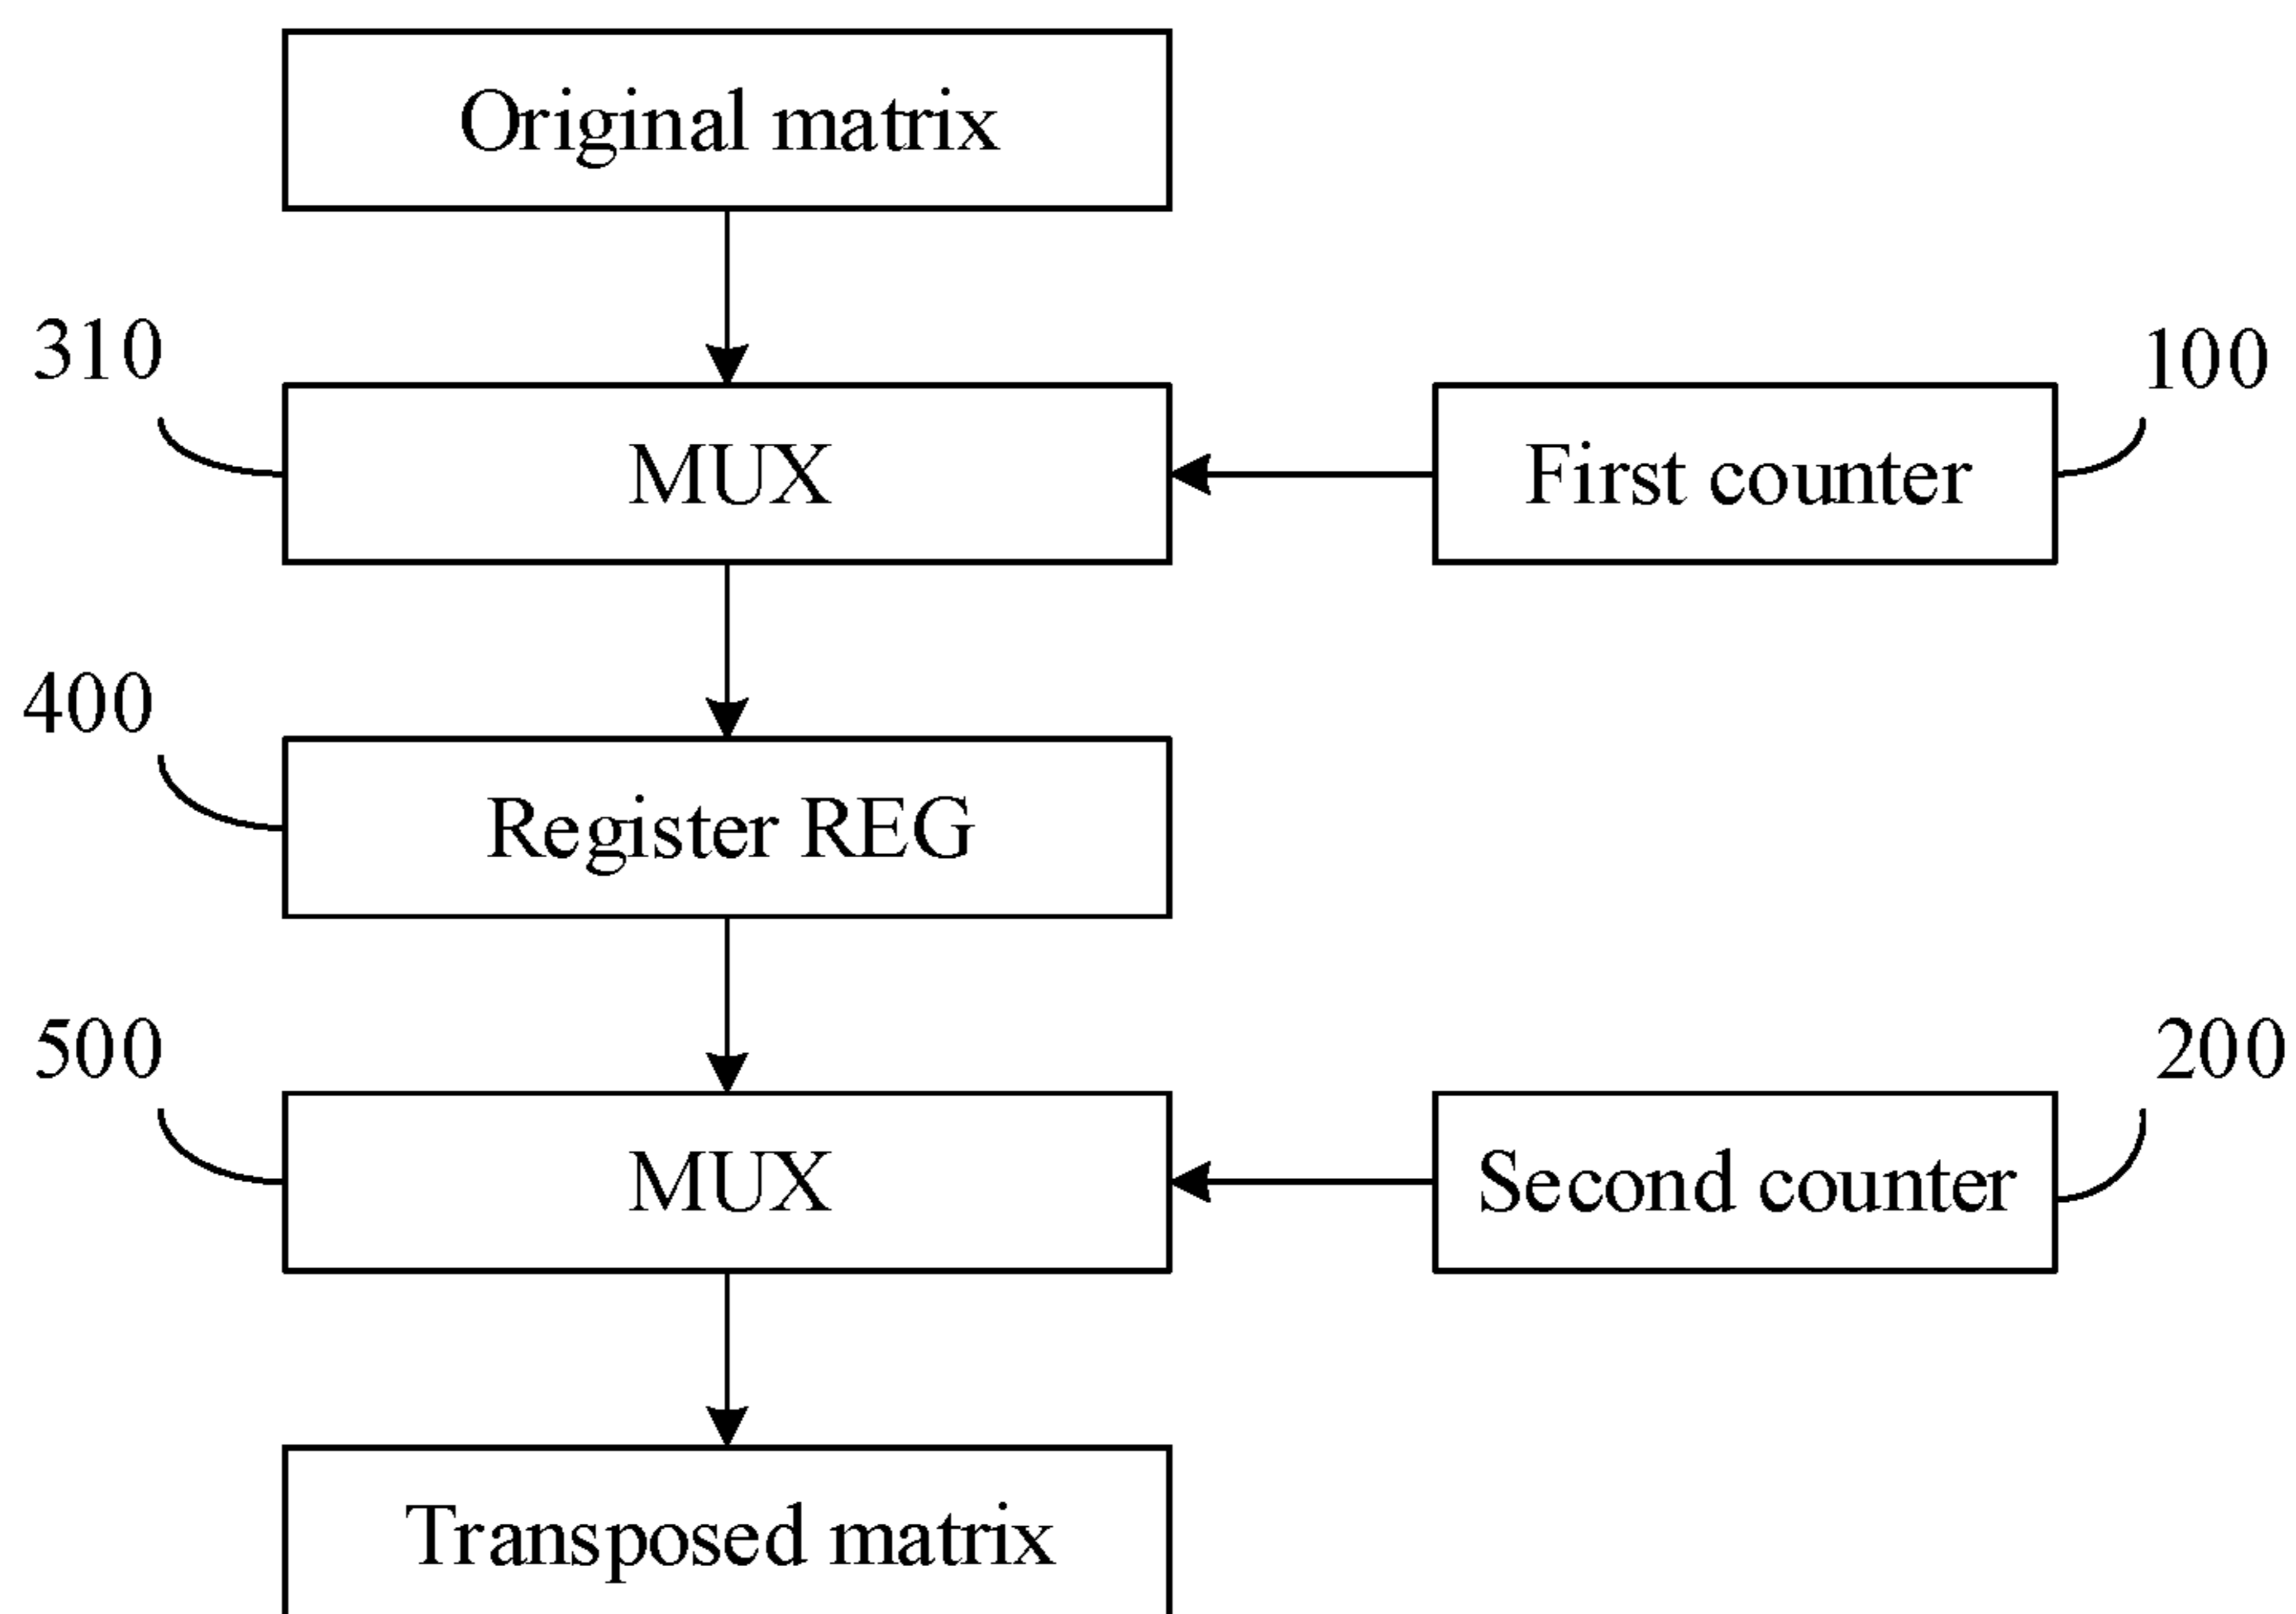 Original matrix
310
MUX
First counter
100
400
Register REG
500
MUX
Second counter
200
Transposed matrix